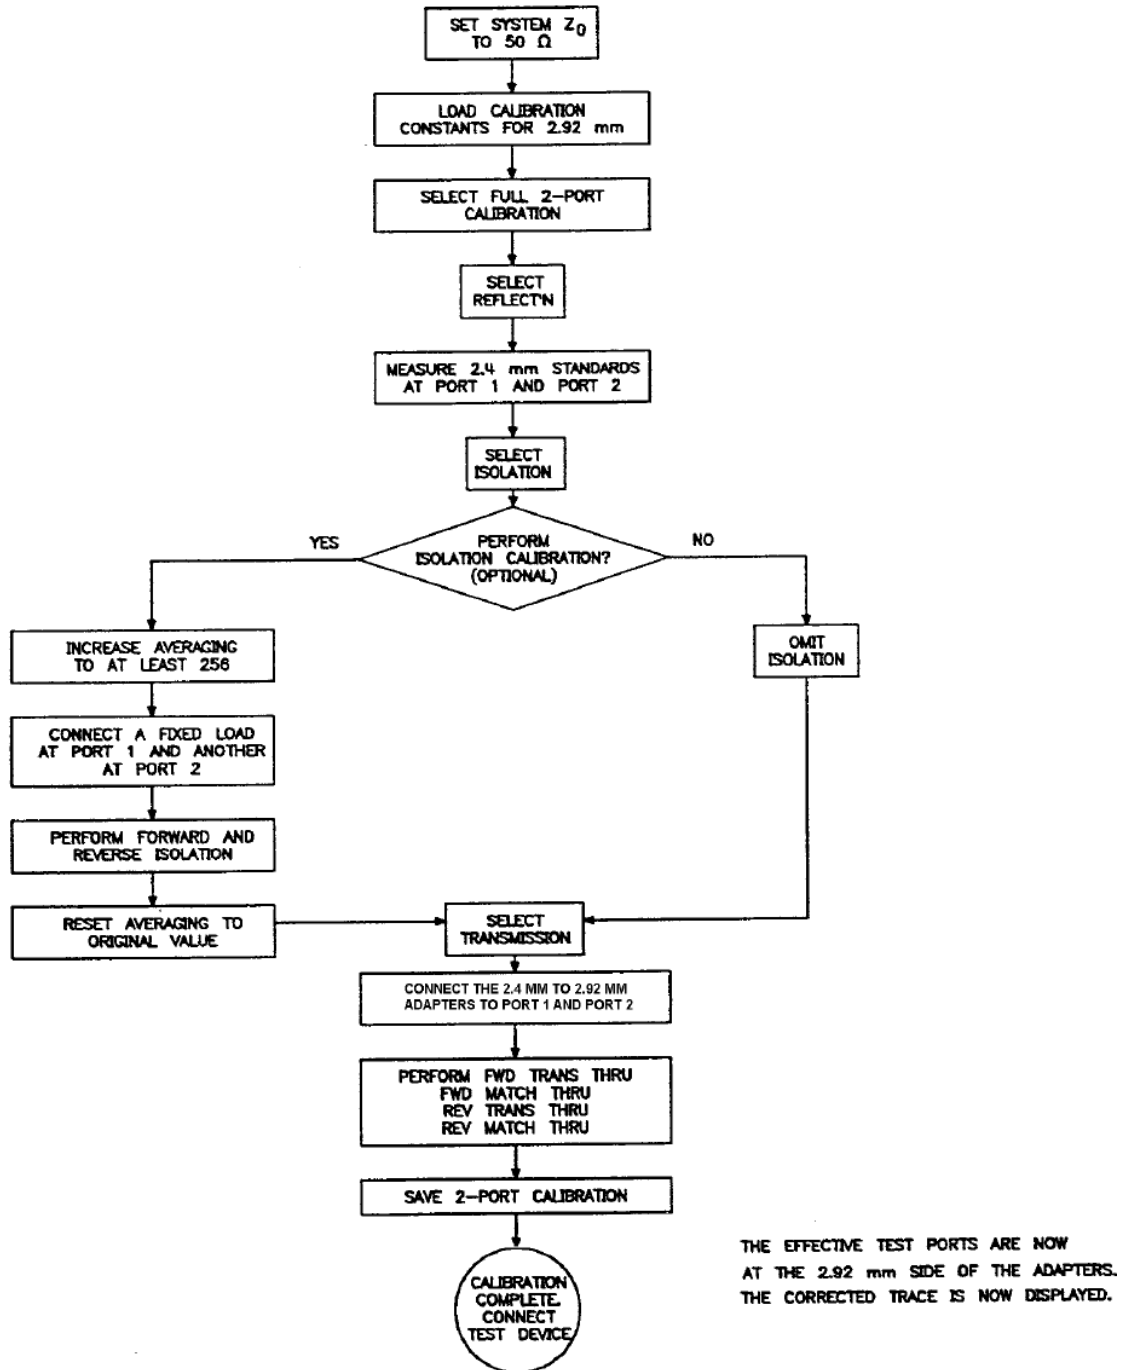 SET SYSTEM Z0
TO 50 Ω
LOAD CALIBRATION
CONSTANTS FOR 2.92 mm
SELECT FULL 2-PORT
CALIBRATION
SELECT
REFLECT'N
MEASURE 2.4 mm STANDARDS
AT PORT 1 AND PORT 2
SELECT
ISOLATION
PERFORM
ISOLATION CALIBRATION?
(OPTIONAL)
YES
NO
INCREASE AVERAGING
TO AT LEAST 256
OMIT
ISOLATION
CONNECT A FIXED LOAD
AT PORT 1 AND ANOTHER
AT PORT 2
PERFORM FORWARD AND
REVERSE ISOLATION
RESET AVERAGING TO
ORIGINAL VALUE
SELECT
TRANSMISSION
CONNECT THE 2.4 MM TO 2.92 MM
ADAPTERS TO PORT 1 AND PORT 2
PERFORM FWD TRANS THRU
FWD MATCH THRU
REV TRANS THRU
REV MATCH THRU
SAVE 2-PORT CALIBRATION
CALIBRATION
COMPLETE.
CONNECT
TEST DEVICE
THE EFFECTIVE TEST PORTS ARE NOW
AT THE 2.92 mm SIDE OF THE ADAPTERS.
THE CORRECTED TRACE IS NOW DISPLAYED.